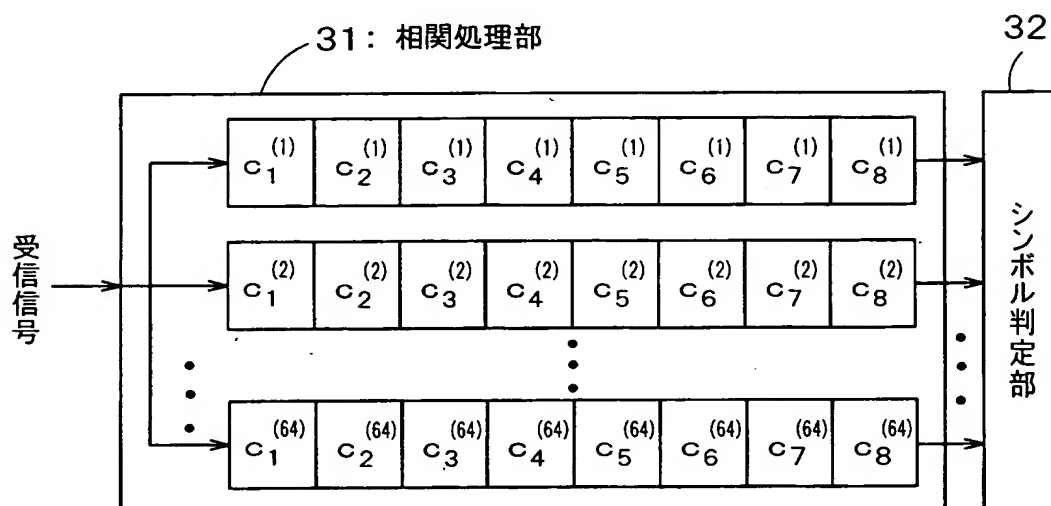 31: 相関処理部
32
c1(1) c2(1) c3(1) c4(1) c5(1) c6(1) c7(1) c8(1)
受信信号
c1(2) c2(2) c3(2) c4(2) c5(2) c6(2) c7(2) c8(2)
シンボル判定部
c1(64) c2(64) c3(64) c4(64) c5(64) c6(64) c7(64) c8(64)